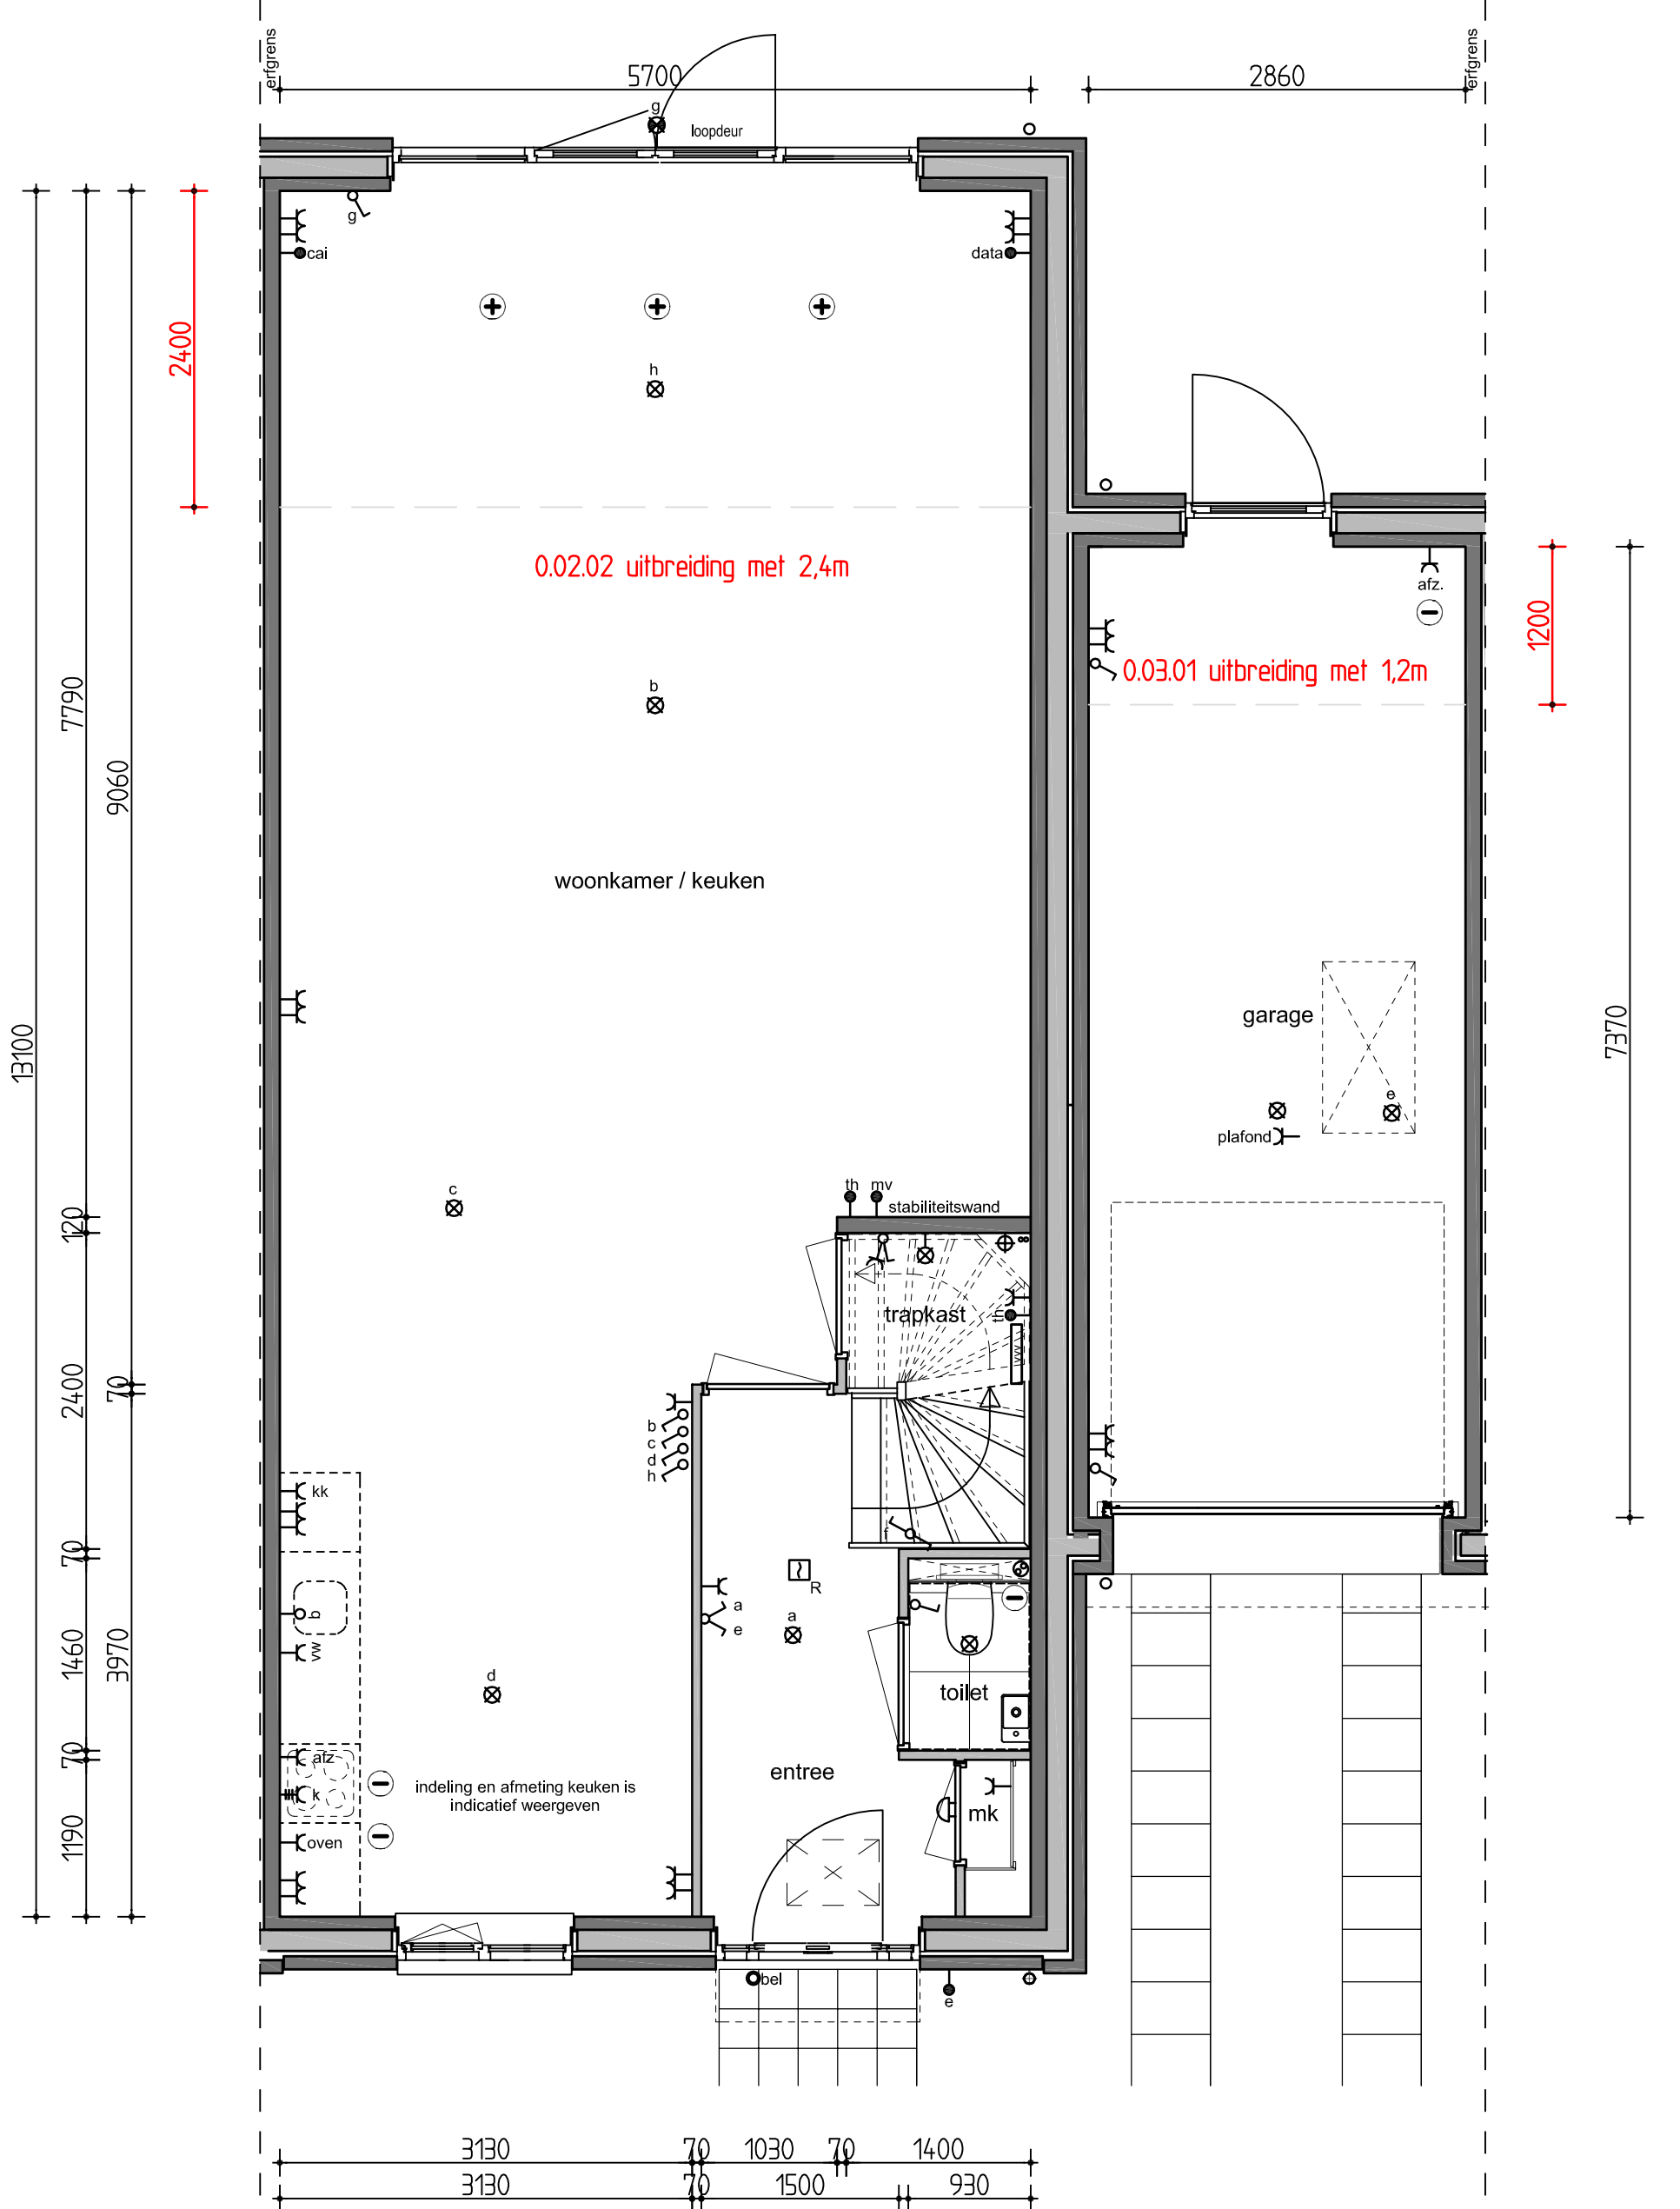 erfgrens
erfgrens
5700
2860
g
loopdeur
g
cai
data
2400
h
0.02.02 uitbreiding met 2,4m
afz.
1200
0.03.01 uitbreiding met 1,2m
b
7790
9060
woonkamer / keuken
13100
garage
7370
e
plafond
c
th mv
stabiliteitswand
120
trapkast
th
2400
70
b
c
d
h
kk
f
70
R
a
e
a
b
vw
1460
3970
d
toilet
70
afz
k
entree
indeling en afmeting keuken is
indicatief weergeven
mk
1190
oven
bel
e
3130 70 1030 70 1400
3130 70 1500 930